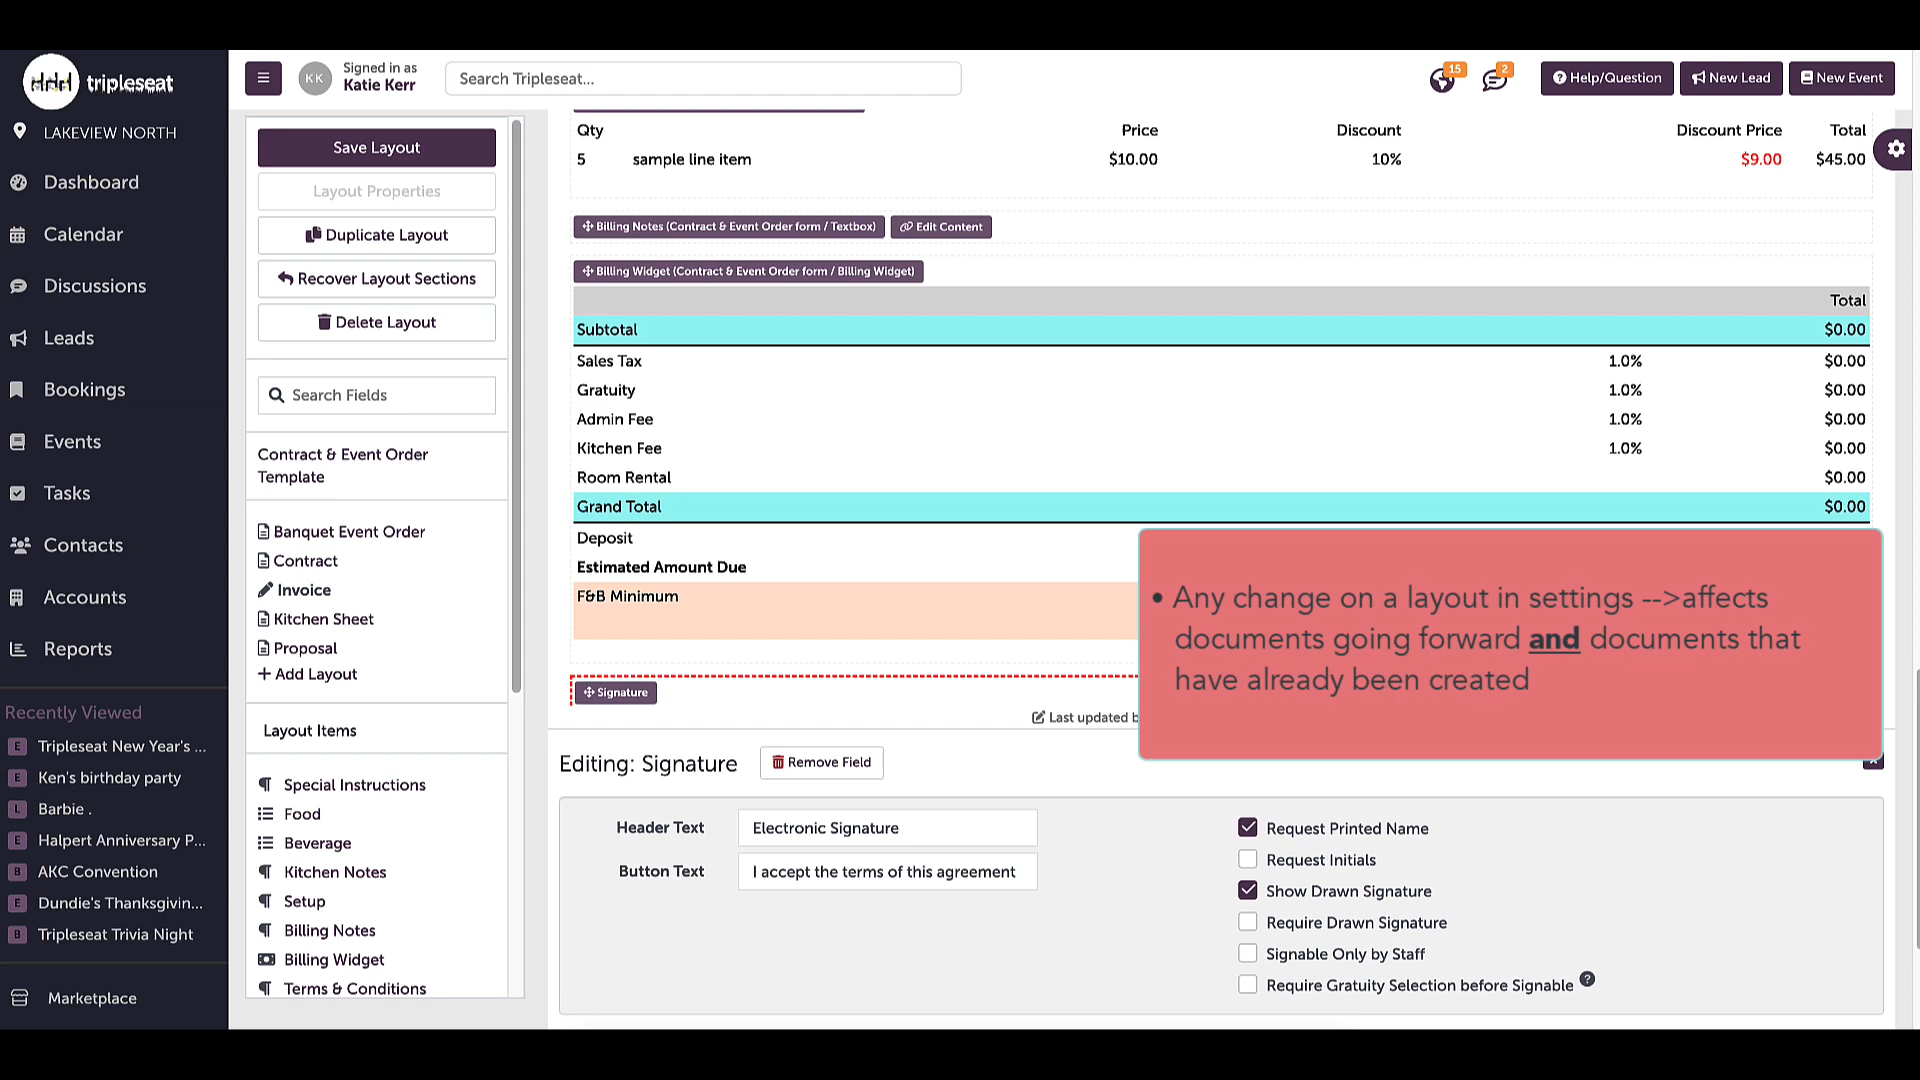 tripleseat
LAKEVIEW NORTH
Dashboard
Calendar
Discussions
Leads
Bookings
Events
Tasks
Contacts
Accounts
Reports
Recently Viewed
E Tripleseat New Year's ...
E Ken's birthday party
L Barbie .
E Halpert Anniversary P...
B AKC Convention
E Dundie's Thanksgivin...
B Tripleseat Trivia Night
Marketplace
KK
Signed in as
Katie Kerr
Search Tripleseat...
15
2
Help/Question
New Lead
New Event
Save Layout
Layout Properties
Duplicate Layout
Recover Layout Sections
Delete Layout
Search Fields
Contract & Event Order
Template
Banquet Event Order
Contract
Invoice
Kitchen Sheet
Proposal
+ Add Layout
Layout Items
Special Instructions
Food
Beverage
Kitchen Notes
Setup
Billing Notes
Billing Widget
Terms & Conditions
Qty Price Discount Discount Price Total
5 sample line item $10.00 10% $9.00 $45.00
Billing Notes (Contract & Event Order form / Textbox) Edit Content
Billing Widget (Contract & Event Order form / Billing Widget)
Total
Subtotal $0.00
Sales Tax 1.0% $0.00
Gratuity 1.0% $0.00
Admin Fee 1.0% $0.00
Kitchen Fee 1.0% $0.00
Room Rental $0.00
Grand Total $0.00
Deposit
Estimated Amount Due
F&B Minimum
• Any change on a layout in settings -->affects
documents going forward and documents that
have already been created
Signature
Last updated b
Editing: Signature Remove Field
Header Text Electronic Signature
Button Text I accept the terms of this agreement
Request Printed Name
Request Initials
Show Drawn Signature
Require Drawn Signature
Signable Only by Staff
Require Gratuity Selection before Signable ?